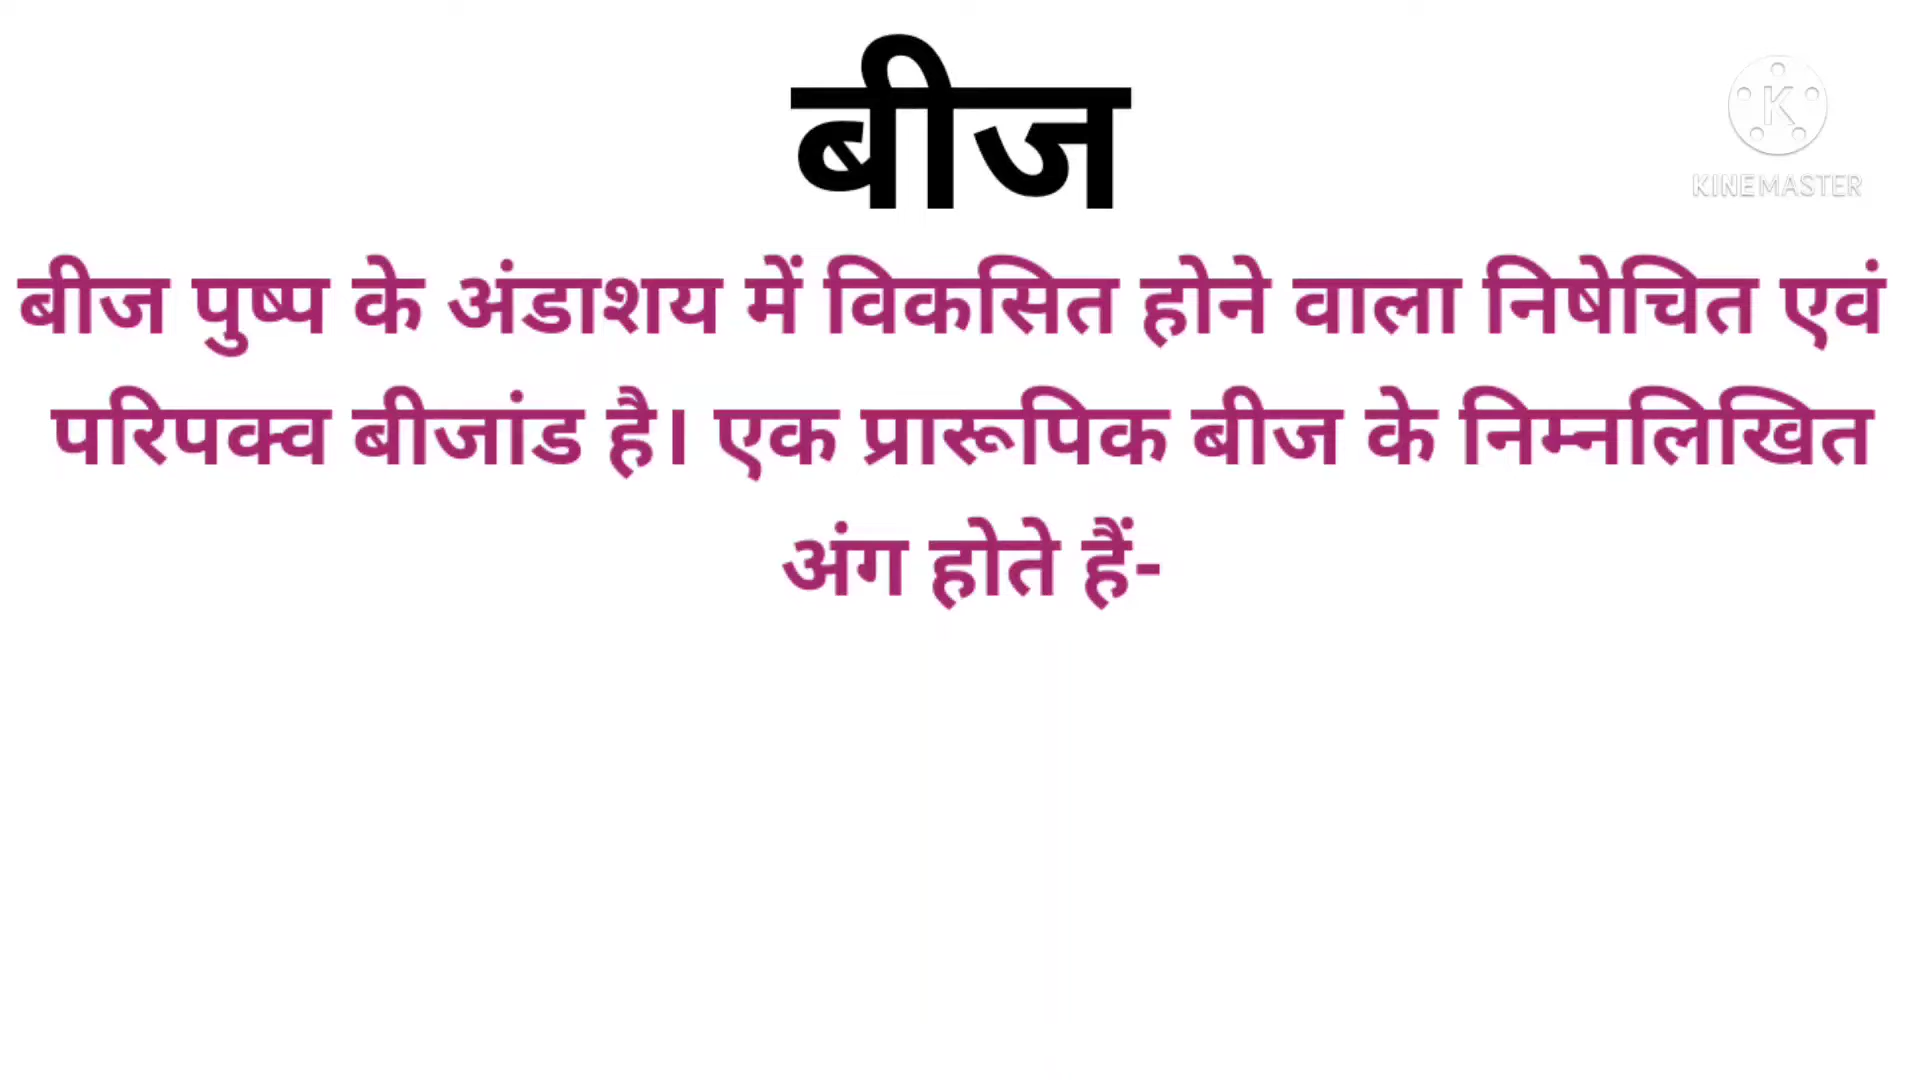 बीज
KINEMASTER
बीज पुष्प के अंडाशय में विकसित होने वाला निषेचित एवं
परिपक्व बीजांड है। एक प्रारूपिक बीज के निम्नलिखित
अंग होते हैं-